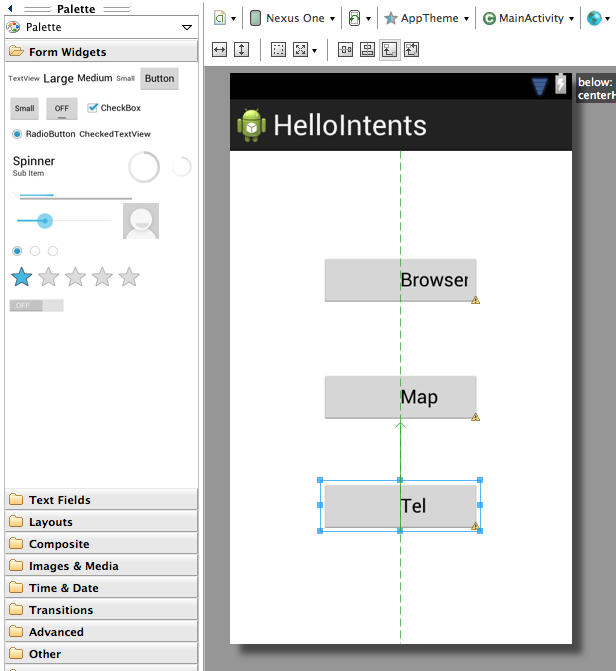 Palette
Palette
Form Widgets
TextView Large Medium Small Button
Small OFF CheckBox
RadioButton CheckedTextView
Spinner
Sub Item
OFF
Text Fields
Layouts
Composite
Images & Media
Time & Date
Transitions
Advanced
Other
Nexus One AppTheme MainActivity
below:
centerH
HelloIntents
Browser
Map
Tel